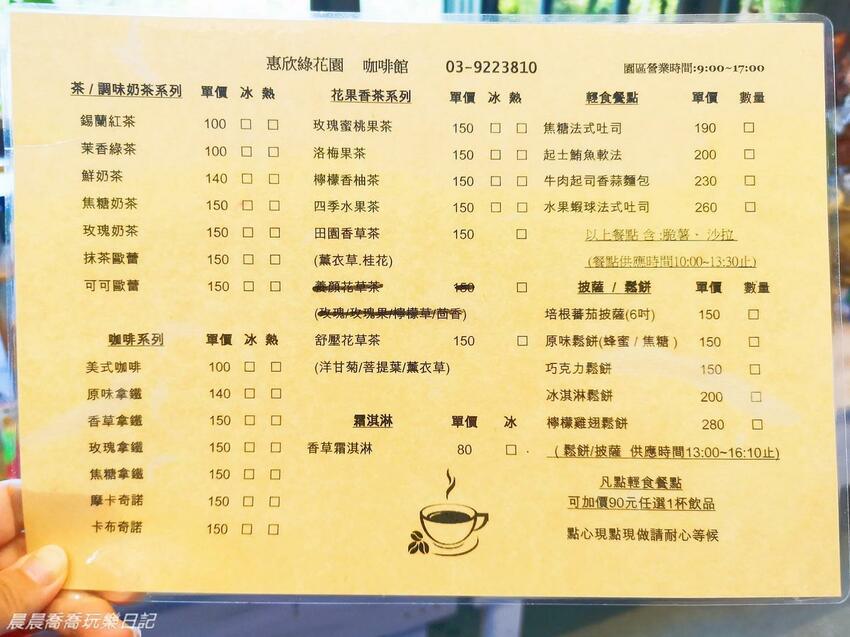 惠欣綠花園 咖啡館 03-9223810 園區營業時間:9:00~17:00
茶 / 調味奶茶系列 單價 冰 熱
錫蘭紅茶 100 □ □
茉香綠茶 100 □ □
鮮奶茶 140 □ □
焦糖奶茶 150 □ □
玫瑰奶茶 150 □ □
抹茶歐蕾 150 □ □
可可歐蕾 150 □ □
咖啡系列 單價 冰 熱
美式咖啡 100 □ □
原味拿鐵 140 □ □
香草拿鐵 150 □ □
玫瑰拿鐵 150 □ □
焦糖拿鐵 150 □ □
摩卡奇諾 150 □ □
卡布奇諾 150 □ □
花果香茶系列 單價 冰 熱
玫瑰蜜桃果茶 150 □ □
洛梅果茶 150 □ □
檸檬香柚茶 150 □ □
四季水果茶 150 □ □
田園香草茶 150 □
(薰衣草.桂花)
養顏花草茶 150 □
(玫瑰/玫瑰果/檸檬草/茴香)
舒壓花草茶 150 □
(洋甘菊/菩提葉/薰衣草)
霜淇淋 單價 冰
香草霜淇淋 80 □
輕食餐點 單價 數量
焦糖法式吐司 190 □
起士鮪魚軟法 200 □
牛肉起司香蒜麵包 230 □
水果蝦球法式吐司 260 □
以上餐點 含 :脆薯、沙拉
(餐點供應時間10:00~13:30止)
披薩 / 鬆餅 單價 數量
培根蕃茄披薩(6吋) 150 □
原味鬆餅(蜂蜜 / 焦糖 ) 150 □
巧克力鬆餅 150 □
冰淇淋鬆餅 200 □
檸檬雞翅鬆餅 280 □
( 鬆餅/披薩 供應時間13:00~16:10止)
凡點輕食餐點
可加價90元任選1杯飲品
點心現點現做請耐心等候
晨晨喬喬玩樂日記